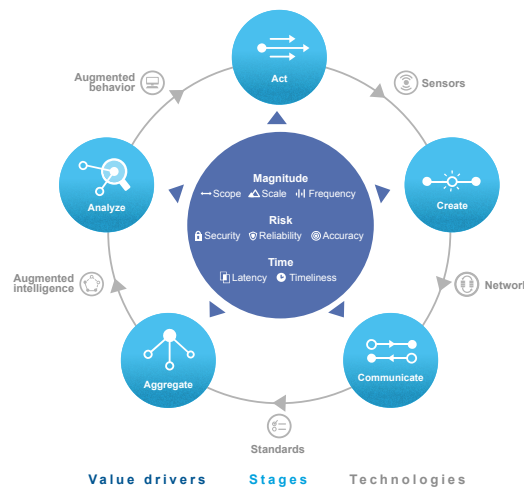 Act
Augmented
behavior
Sensors
Magnitude
Scope Scale Frequency
Analyze
Create
Risk
Security Reliability Accuracy
Time
Latency Timeliness
Augmented
intelligence
Network
Aggregate
Communicate
Standards
Value drivers Stages Technologies